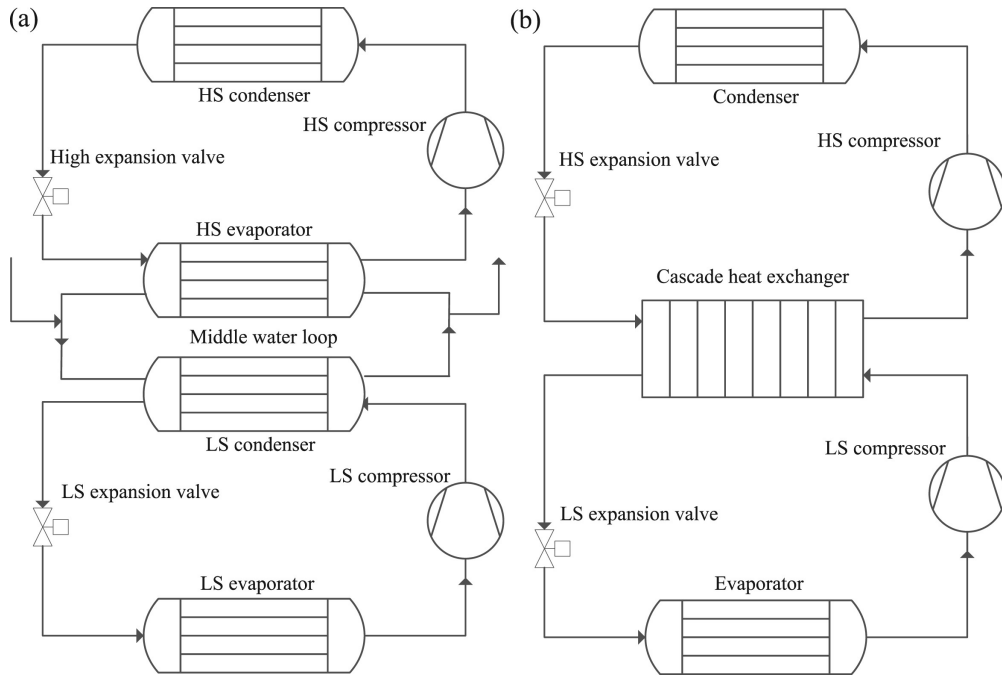 (a)
HS condenser
HS compressor
High expansion valve
HS evaporator
Middle water loop
LS condenser
LS compressor
LS expansion valve
LS evaporator
(b)
Condenser
HS compressor
HS expansion valve
Cascade heat exchanger
LS compressor
LS expansion valve
Evaporator